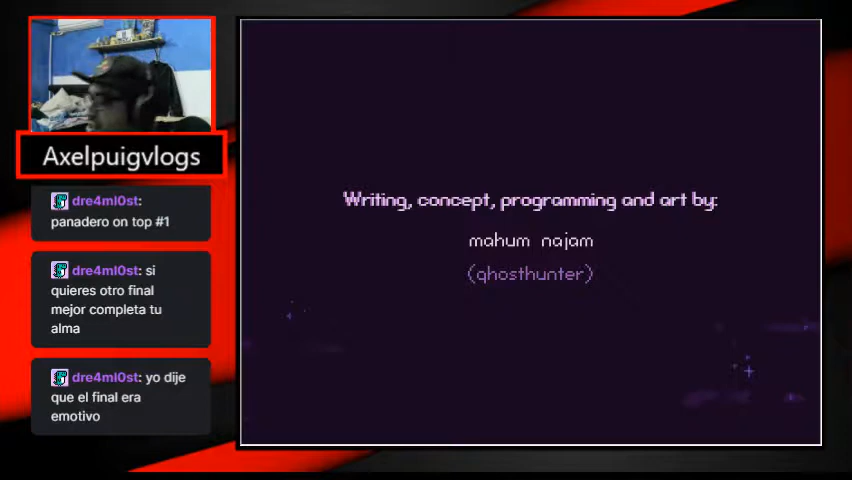 Axelpuigvlogs
dre4ml0st:
panadero on top #1
dre4ml0st: si
quieres otro final
mejor completa tu
alma
dre4ml0st: yo dije
que el final era
emotivo
Writing, concept, programming and art by:
mahum najam
(qhosthunter)